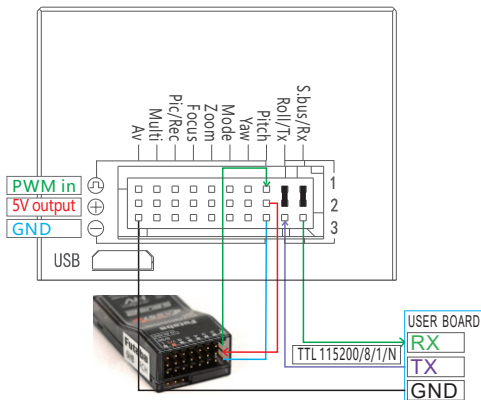 Av
Multi
Pic/Rec
Focus
Zoom
Mode
Yaw
Pitch
Roll/Tx
S.bus/Rx
PWM in
5V output
GND
1
2
3
USB
Futaba
TTL 115200/8/1/N
USER BOARD
RX
TX
GND